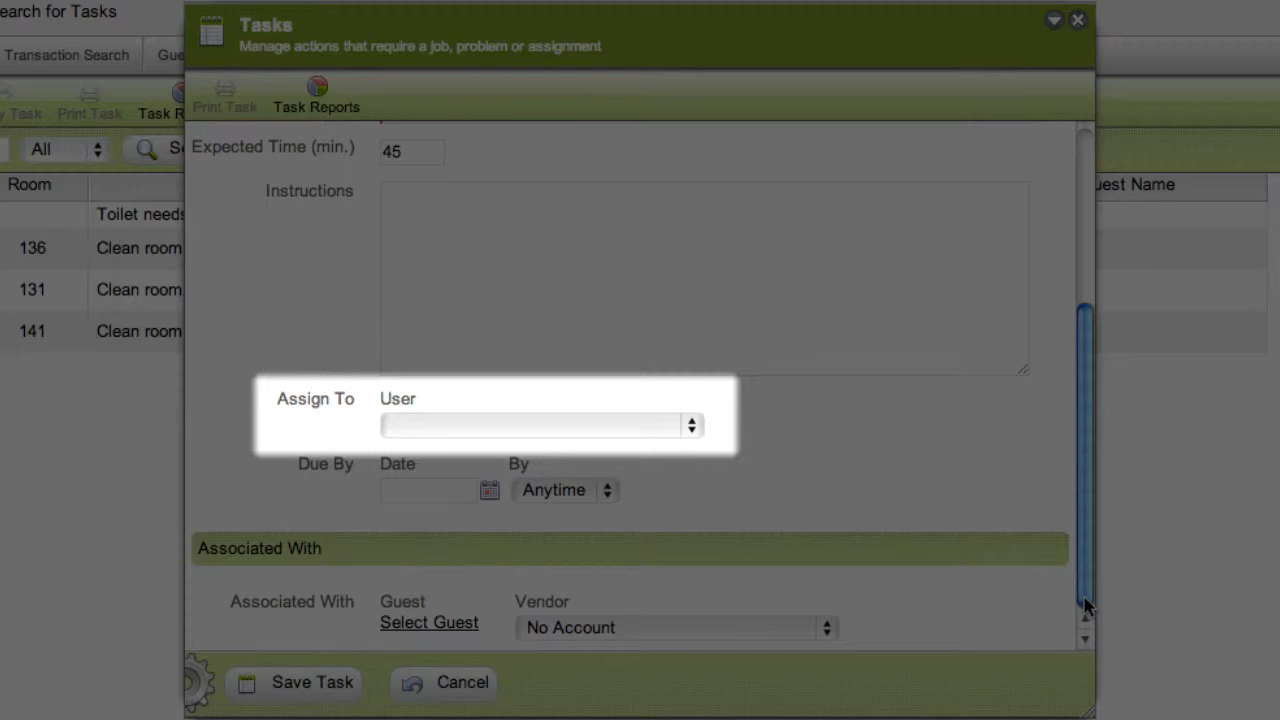 earch for Tasks
Tasks
Manage actions that require a job, problem or assignment
Transaction Search
Gue
y Task
Print Task
Task R
Print Task
Task Reports
All
S
Expected Time (min.)
45
Room
uest Name
Instructions
Toilet needs
136
Clean room
131
Clean room
141
Clean room
Assign To
User
Due By
Date
By
Anytime
Associated With
Associated With
Guest
Vendor
Select Guest
No Account
Save Task
Cancel